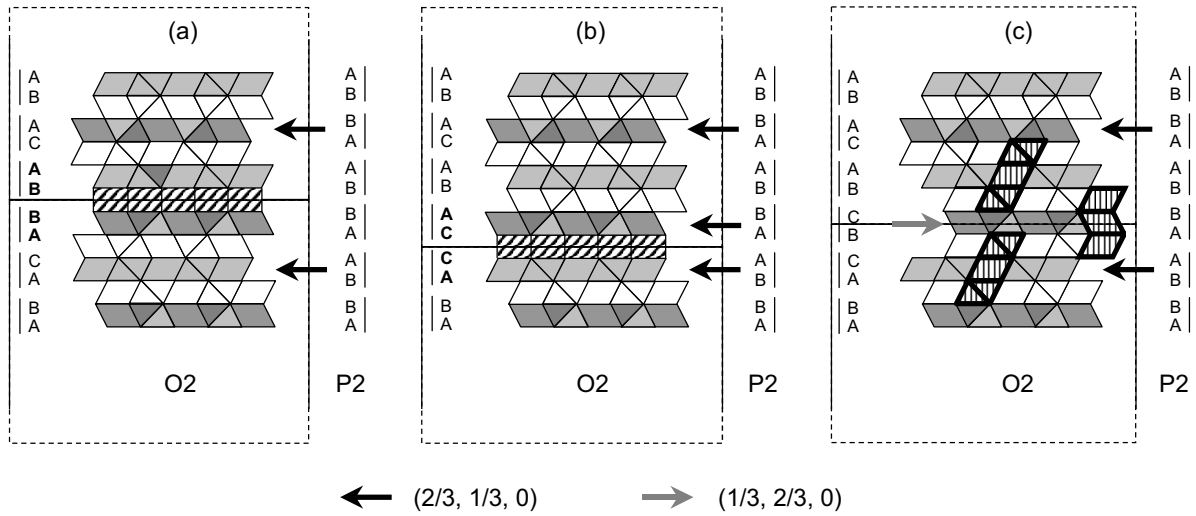 (a) (b) (c)
A A A A A A
B B B B B B
A B A B A B
C A C A C A
A A A A A A
B B B B B B
B B A B C B
A A C A B A
C A C A C A
A B A B A B
B B B B B B
A A A A A A
O2 P2 O2 P2 O2 P2
(2/3, 1/3, 0) (1/3, 2/3, 0)